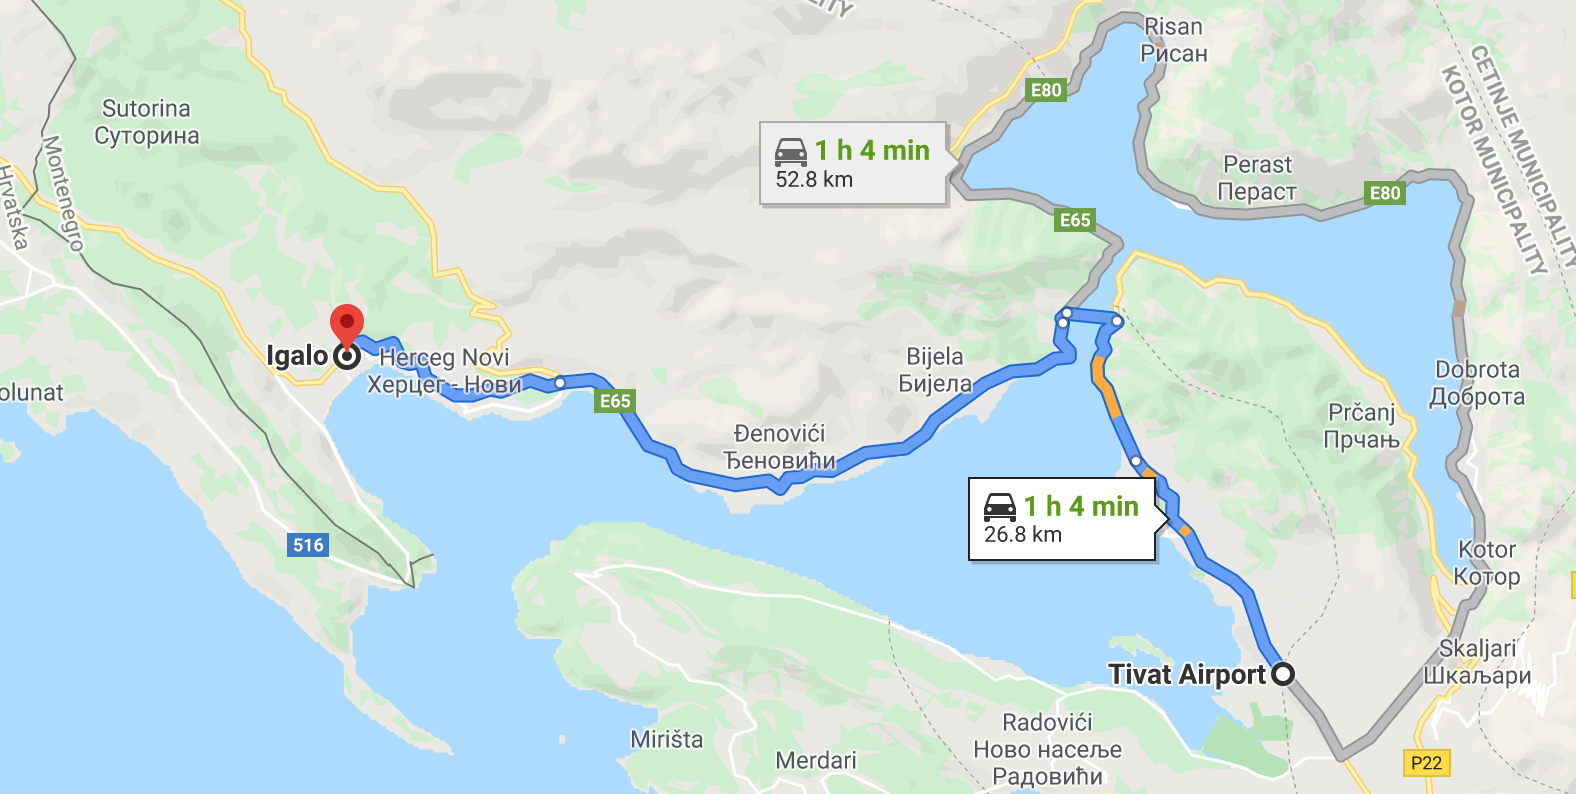 ITY
Risan
Рисан
CETINJE MUNICIPALITY
KOTOR MUNICIPALITY
E80
Sutorina
Суторина
Montenegro
Hrvatska
1 h 4 min
52.8 km
Perast
Пераст
E80
E65
Igalo
Herceg Novi
Херцег - Нови
olunat
E65
Bijela
Бијела
Dobrota
Доброта
Prčanj
Прчањ
Đenovići
Ђеновићи
1 h 4 min
26.8 km
516
Kotor
Котор
Tivat Airport
Skaljari
Шкаљари
Radovići
Ново насеље
Радовићи
Mirišta
Merdari
P22